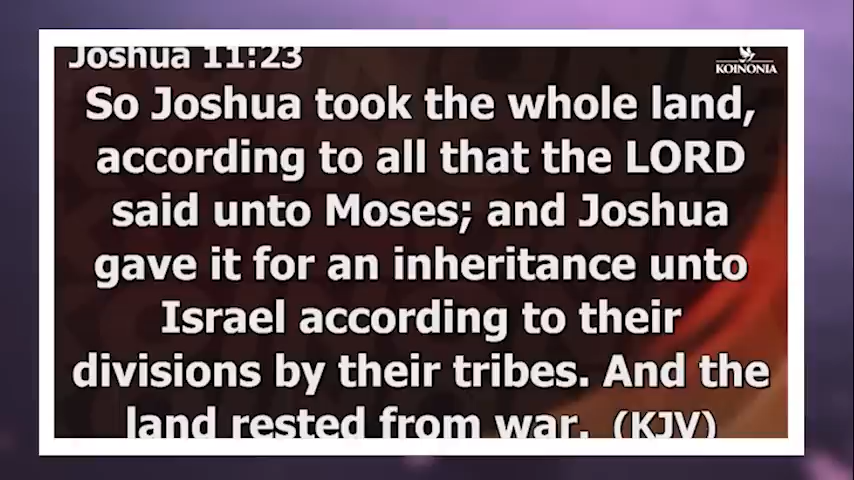 Joshua 11:23
KOINONIA
So Joshua took the whole land,
according to all that the LORD
said unto Moses; and Joshua
gave it for an inheritance unto
Israel according to their
divisions by their tribes. And the
land rested from war. (KJV)